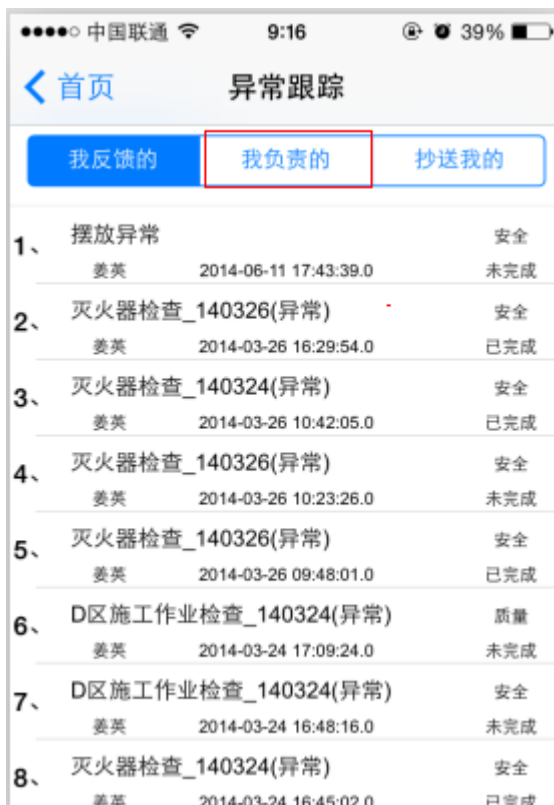 中国联通 9:16 39%
首页 异常跟踪
我反馈的 我负责的 抄送我的
1、 摆放异常 安全
姜英 2014-06-11 17:43:39.0 未完成
2、 灭火器检查_140326(异常) 安全
姜英 2014-03-26 16:29:54.0 已完成
3、 灭火器检查_140324(异常) 安全
姜英 2014-03-26 10:42:05.0 已完成
4、 灭火器检查_140326(异常) 安全
姜英 2014-03-26 10:23:26.0 未完成
5、 灭火器检查_140326(异常) 安全
姜英 2014-03-26 09:48:01.0 已完成
6、 D区施工作业检查_140324(异常) 质量
姜英 2014-03-24 17:09:24.0 未完成
7、 D区施工作业检查_140324(异常) 安全
姜英 2014-03-24 16:48:16.0 未完成
8、 灭火器检查_140324(异常) 安全
姜英 2014-03-24 16:45:02.0 已完成